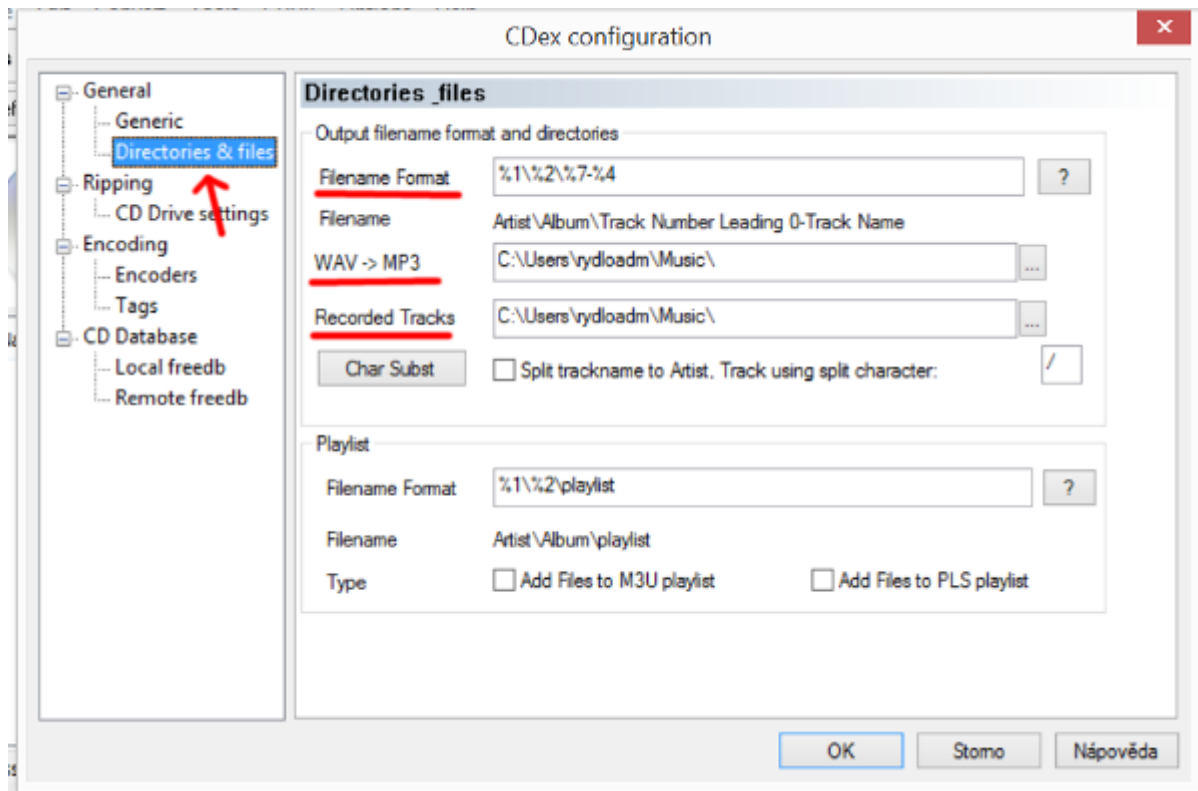 CDex configuration
General
Generic
Directories & files
Ripping
CD Drive settings
Encoding
Encoders
Tags
CD Database
Local freedb
Remote freedb
Directories _files
Output filename format and directories
Filename Format %1\%2\%7-%4 ?
Filename Artist\Album\Track Number Leading 0-Track Name
WAV -> MP3 C:\Users\rydloadm\Music\ ...
Recorded Tracks C:\Users\rydloadm\Music\ ...
Char Subst Split trackname to Artist, Track using split character: /
Playlist
Filename Format %1\%2\playlist ?
Filename Artist\Album\playlist
Type Add Files to M3U playlist Add Files to PLS playlist
OK Storno Nápověda